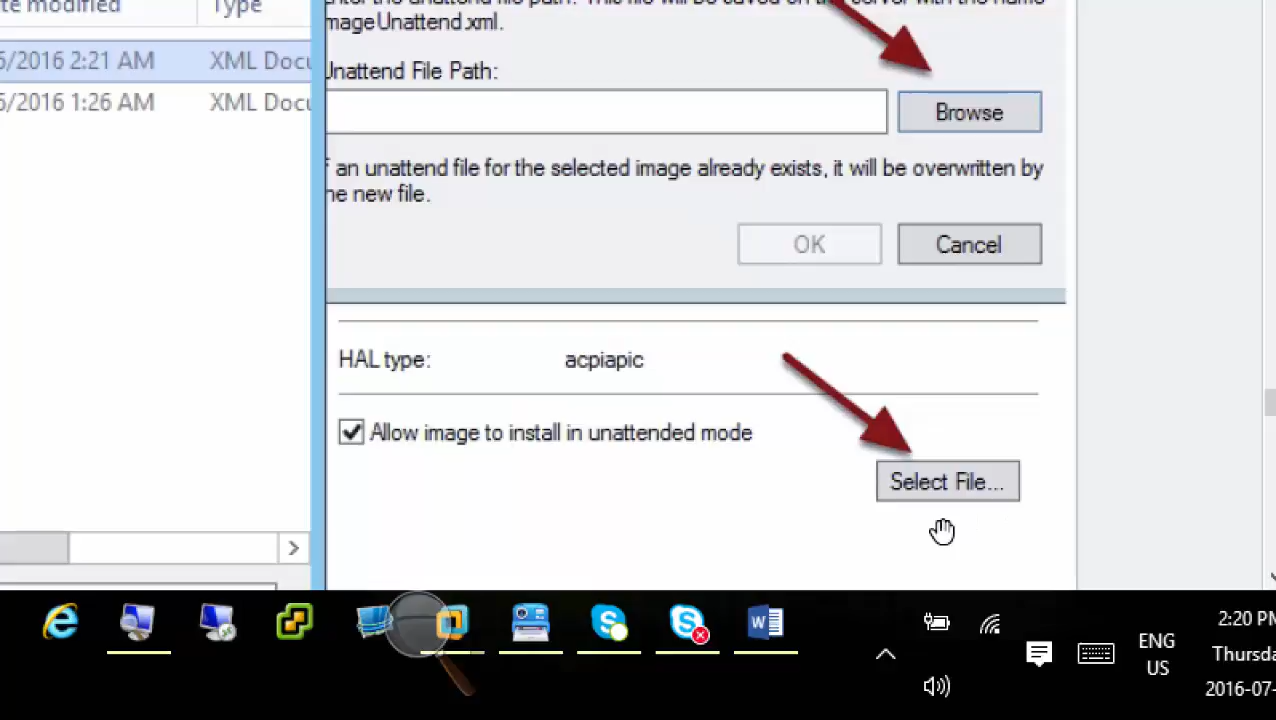 te modified Type
5/2016 2:21 AM XML Docu
5/2016 1:26 AM XML Docu
mageUnattend.xml.
Unattend File Path:
Browse
f an unattend file for the selected image already exists, it will be overwritten by
he new file.
OK Cancel
HAL type: acpiapic
Allow image to install in unattended mode
Select File...
ENG
US
2:20 PM
Thursda
2016-07-